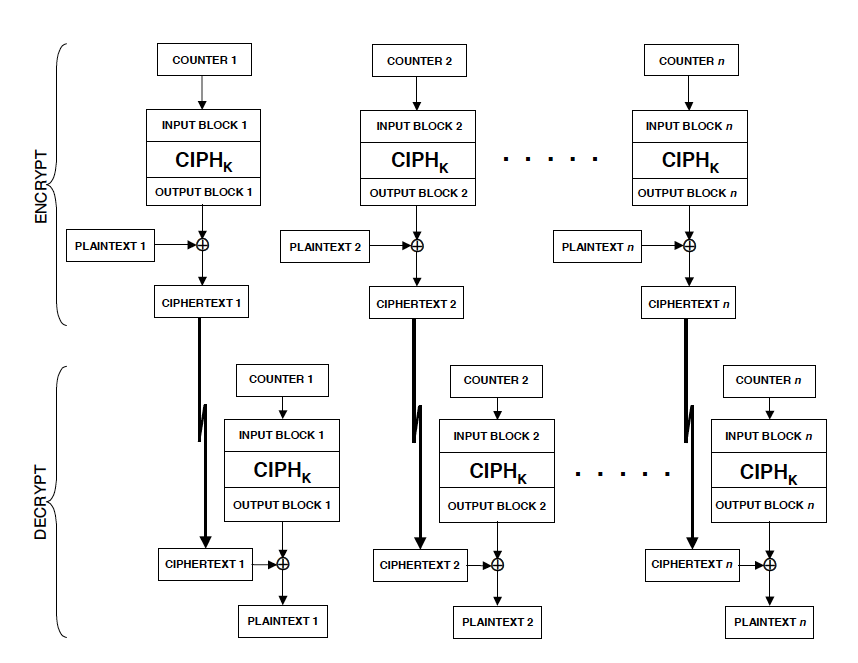 ENCRYPT
COUNTER 1
COUNTER 2
COUNTER n
INPUT BLOCK 1
INPUT BLOCK 2
INPUT BLOCK n
CIPHK
CIPHK
. . . . .
CIPHK
OUTPUT BLOCK 1
OUTPUT BLOCK 2
OUTPUT BLOCK n
PLAINTEXT 1
PLAINTEXT 2
PLAINTEXT n
CIPHERTEXT 1
CIPHERTEXT 2
CIPHERTEXT n
DECRYPT
COUNTER 1
COUNTER 2
COUNTER n
INPUT BLOCK 1
INPUT BLOCK 2
INPUT BLOCK n
CIPHK
CIPHK
. . . . .
CIPHK
OUTPUT BLOCK 1
OUTPUT BLOCK 2
OUTPUT BLOCK n
CIPHERTEXT 1
CIPHERTEXT 2
CIPHERTEXT n
PLAINTEXT 1
PLAINTEXT 2
PLAINTEXT n